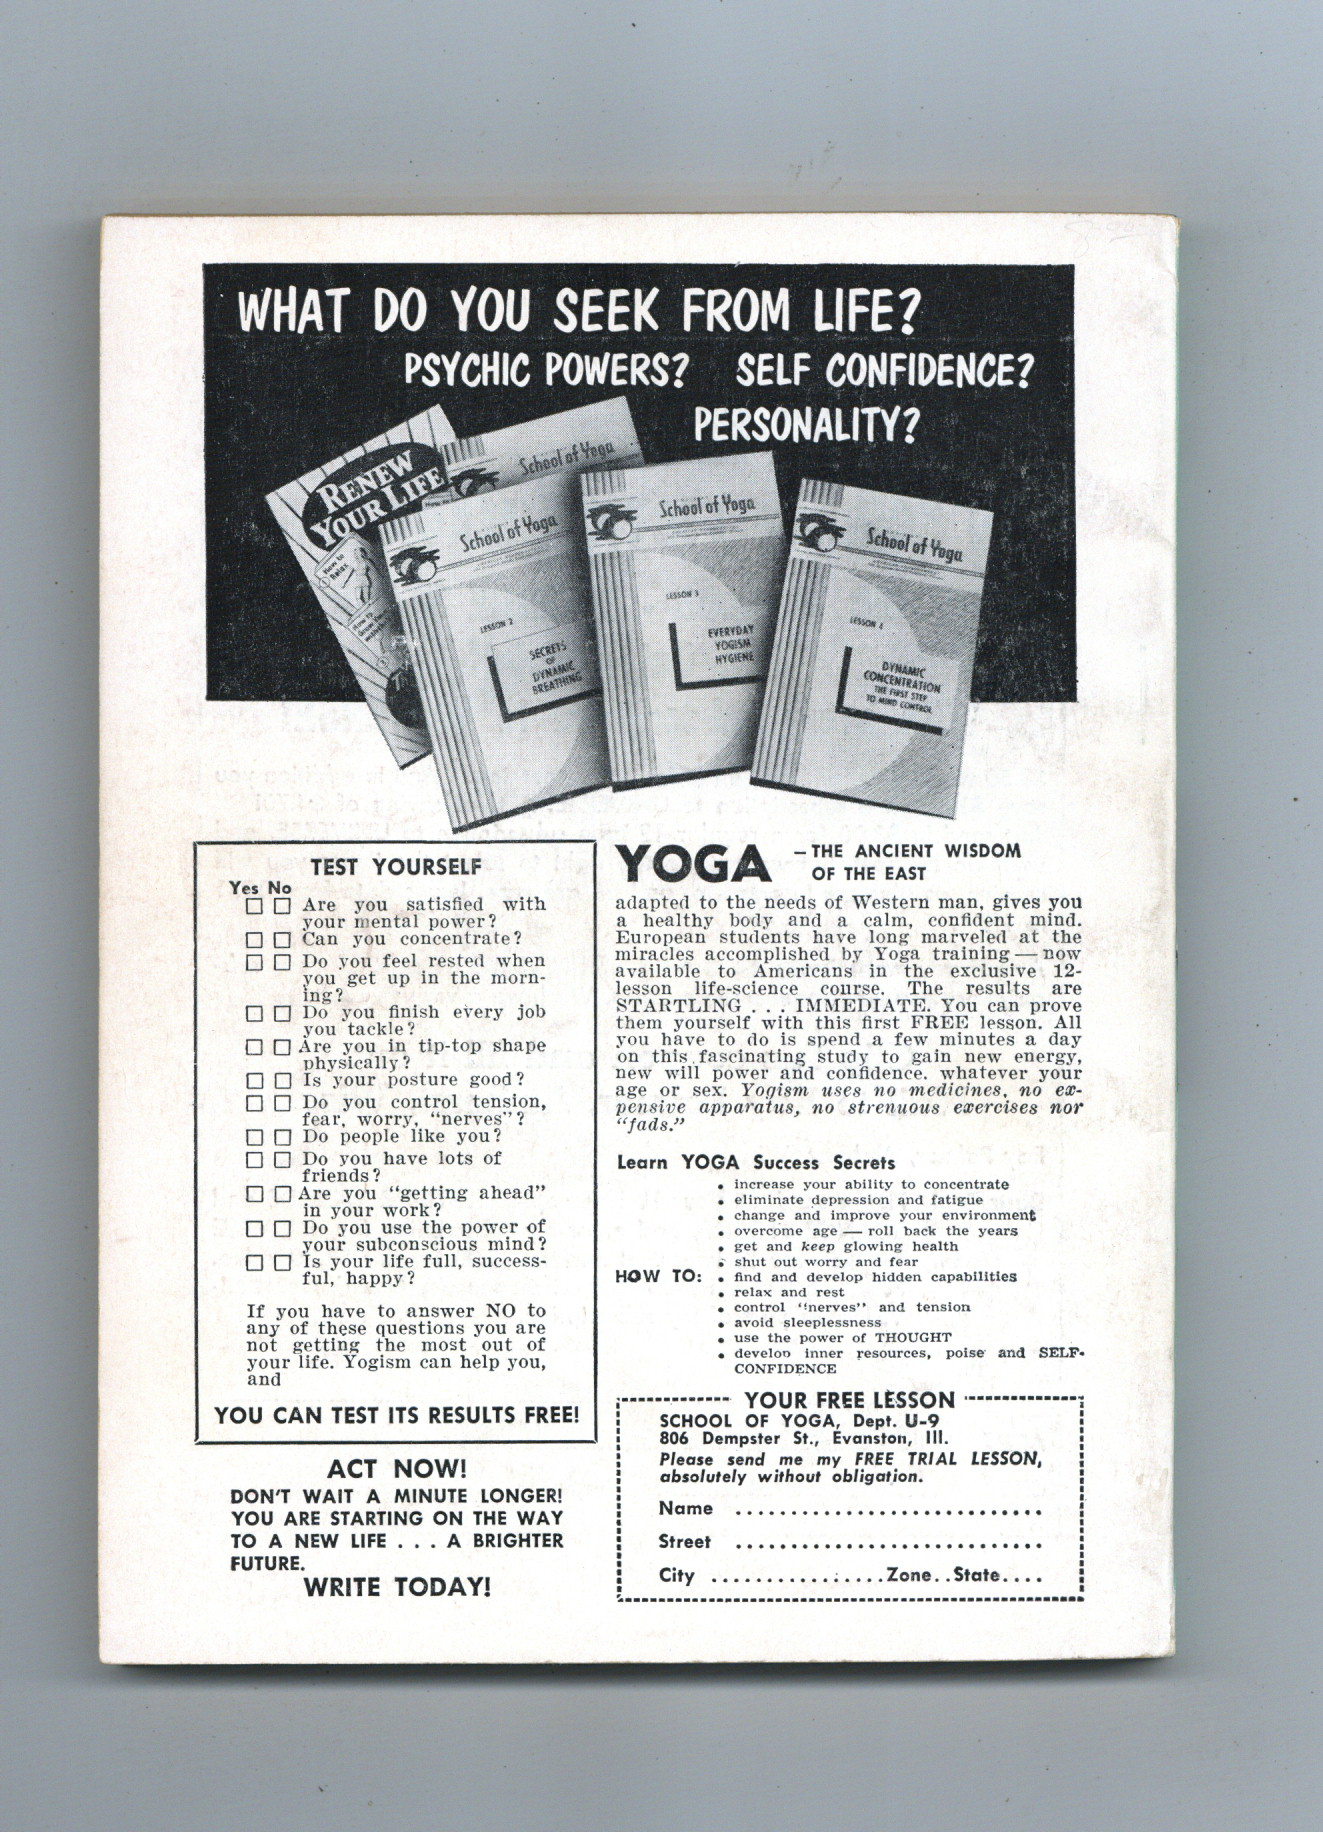 WHAT DO YOU SEEK FROM LIFE?
PSYCHIC POWERS? SELF CONFIDENCE?
PERSONALITY?
RENEW
YOUR LIFE
How to
Relax
School of Yoga
School of Yoga
LESSON 2
SECRETS
OF
DYNAMIC
BREATHING
School of Yoga
LESSON 3
EVERYDAY
YOGISM
HYGIENE
School of Yoga
LESSON 4
DYNAMIC
CONCENTRATION
THE FIRST STEP
TO MIND CONTROL
TEST YOURSELF
Yes No
Are you satisfied with
your mental power?
Can you concentrate?
Do you feel rested when
you get up in the morn-
ing?
Do you finish every job
you tackle?
Are you in tip-top shape
physically?
Is your posture good?
Do you control tension,
fear, worry, "nerves"?
Do people like you?
Do you have lots of
friends?
Are you "getting ahead"
in your work?
Do you use the power of
your subconscious mind?
Is your life full, success-
ful, happy?
If you have to answer NO to
any of these questions you are
not getting the most out of
your life. Yogism can help you,
and
YOU CAN TEST ITS RESULTS FREE!
ACT NOW!
DON'T WAIT A MINUTE LONGER!
YOU ARE STARTING ON THE WAY
TO A NEW LIFE . . . A BRIGHTER
FUTURE.
WRITE TODAY!
YOGA – THE ANCIENT WISDOM
OF THE EAST
adapted to the needs of Western man, gives you
a healthy body and a calm, confident mind.
European students have long marveled at the
miracles accomplished by Yoga training — now
available to Americans in the exclusive 12-
lesson life-science course. The results are
STARTLING . . . IMMEDIATE. You can prove
them yourself with this first FREE lesson. All
you have to do is spend a few minutes a day
on this fascinating study to gain new energy,
new will power and confidence. whatever your
age or sex. Yogism uses no medicines, no ex-
pensive apparatus, no strenuous exercises nor
"fads."
Learn YOGA Success Secrets
• increase your ability to concentrate
• eliminate depression and fatigue
• change and improve your environment
• overcome age — roll back the years
• get and keep glowing health
• shut out worry and fear
HOW TO: • find and develop hidden capabilities
• relax and rest
• control "nerves" and tension
• avoid sleeplessness
• use the power of THOUGHT
• develop inner resources, poise and SELF-
CONFIDENCE
YOUR FREE LESSON
SCHOOL OF YOGA, Dept. U-9
806 Dempster St., Evanston, Ill.
Please send me my FREE TRIAL LESSON,
absolutely without obligation.
Name ............................
Street ............................
City ................Zone..State....